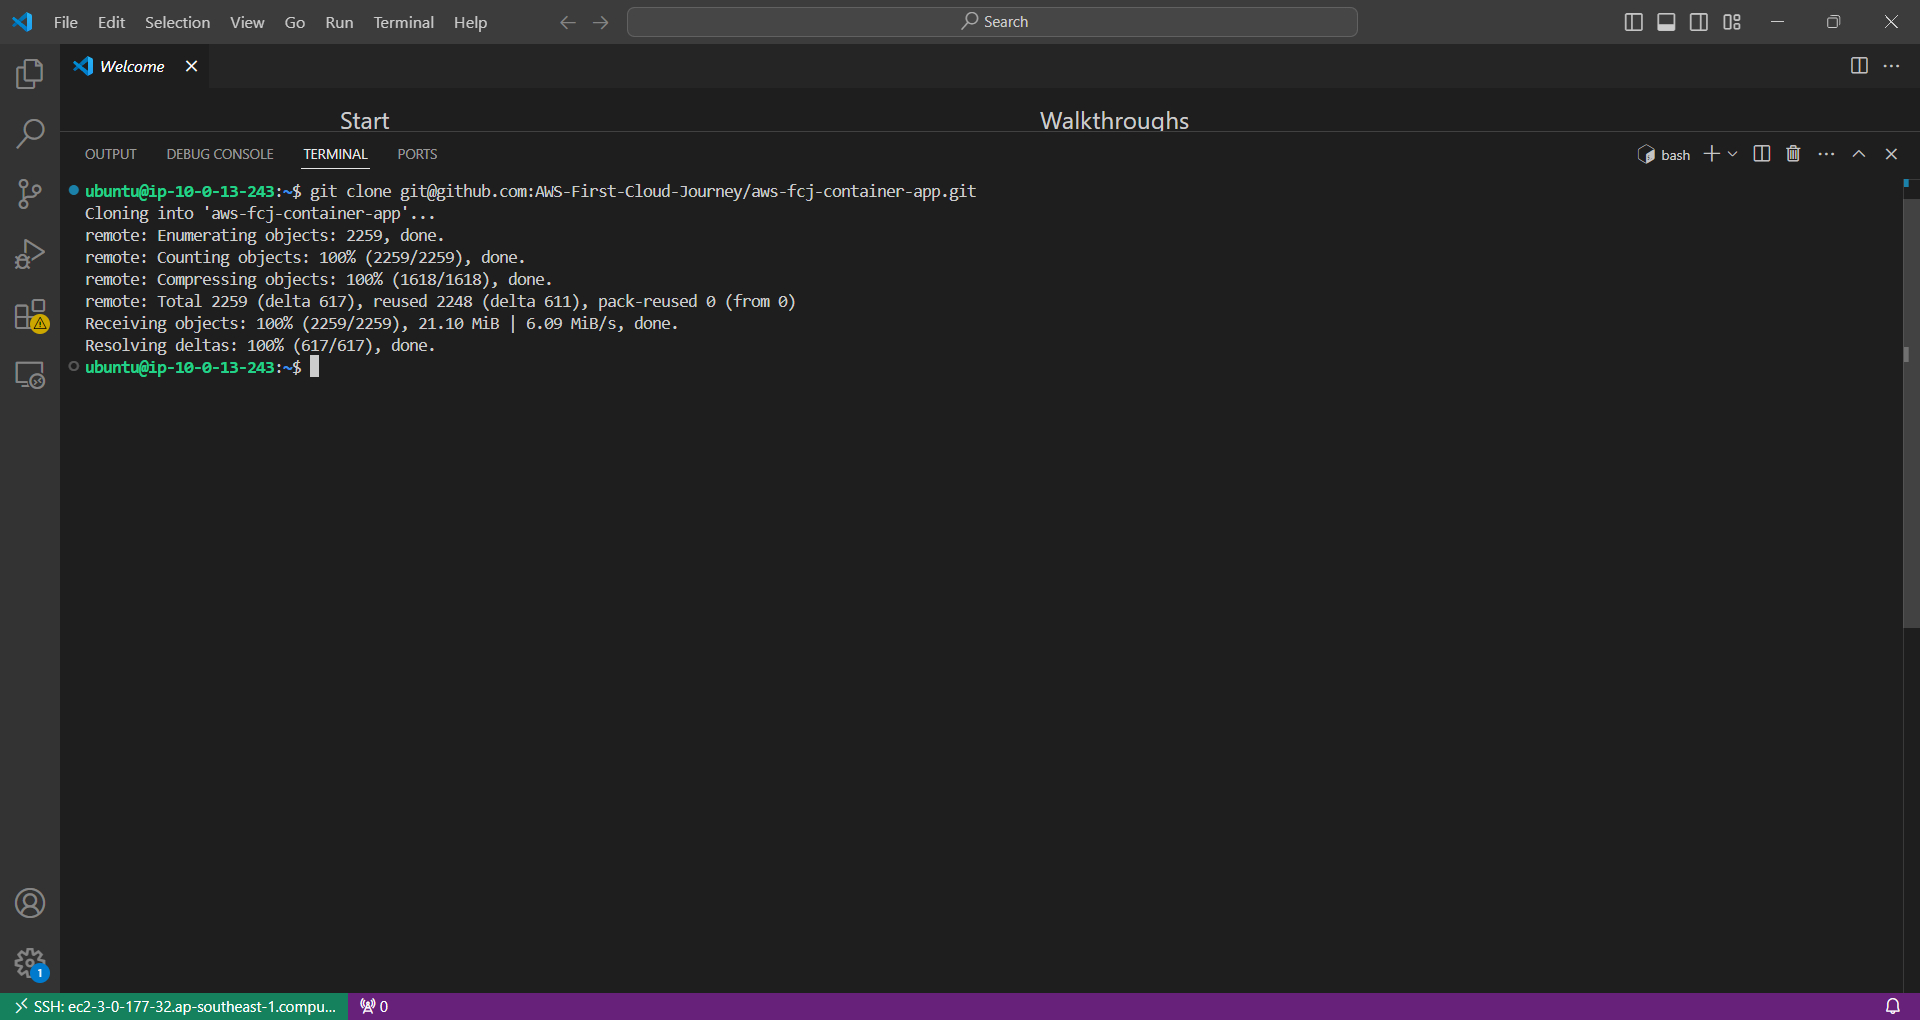 File Edit Selection View Go Run Terminal Help Search
Welcome
Start Walkthroughs
OUTPUT DEBUG CONSOLE TERMINAL PORTS bash
ubuntu@ip-10-0-13-243:~$ git clone git@github.com:AWS-First-Cloud-Journey/aws-fcj-container-app.git
Cloning into 'aws-fcj-container-app'...
remote: Enumerating objects: 2259, done.
remote: Counting objects: 100% (2259/2259), done.
remote: Compressing objects: 100% (1618/1618), done.
remote: Total 2259 (delta 617), reused 2248 (delta 611), pack-reused 0 (from 0)
Receiving objects: 100% (2259/2259), 21.10 MiB | 6.09 MiB/s, done.
Resolving deltas: 100% (617/617), done.
ubuntu@ip-10-0-13-243:~$
1
SSH: ec2-3-0-177-32.ap-southeast-1.compu... 0